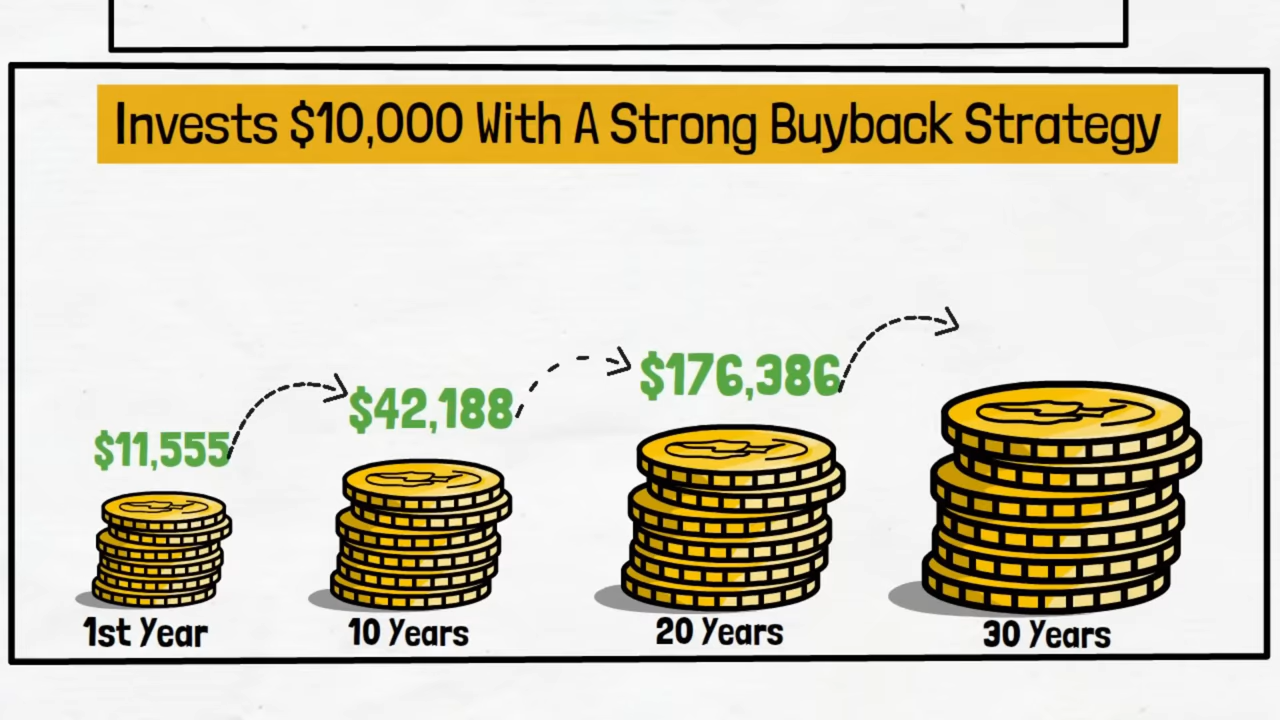 Invests $10,000 With A Strong Buyback Strategy
$11,555
$42,188
$176,386
1st Year
10 Years
20 Years
30 Years